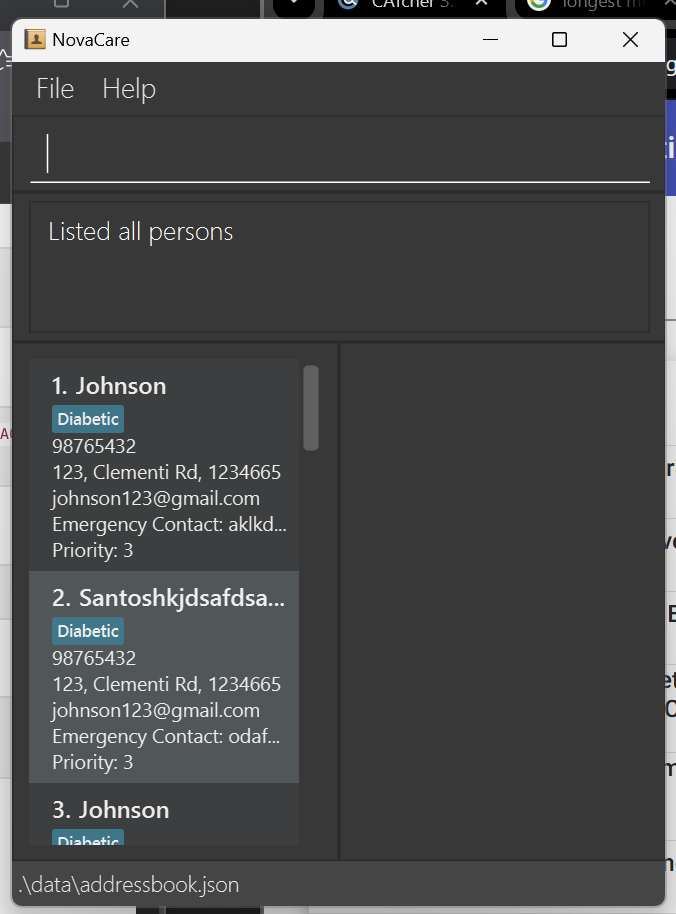 CAtcher
longest
NovaCare
File Help
Listed all persons
1. Johnson
Diabetic
98765432
123, Clementi Rd, 1234665
johnson123@gmail.com
Emergency Contact: aklkd...
Priority: 3
2. Santoshkjdsafdsa...
Diabetic
98765432
123, Clementi Rd, 1234665
johnson123@gmail.com
Emergency Contact: odaf...
Priority: 3
3. Johnson
Diabetic
.\data\addressbook.json